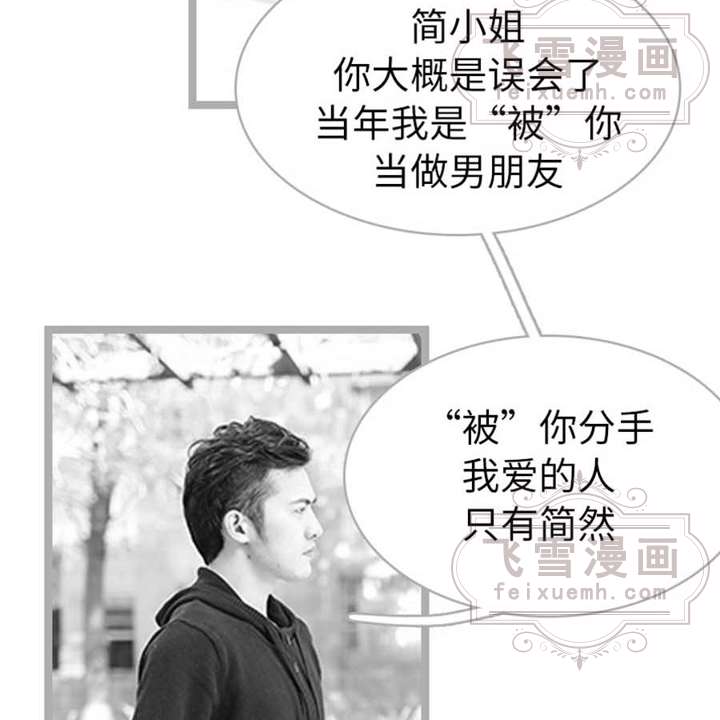 简小姐
你大概是误会了
当年我是“被”你
当做男朋友
飞雪漫画
feixuemh.com
“被”你分手
我爱的人
只有简然
飞雪漫画
feixuemh.com